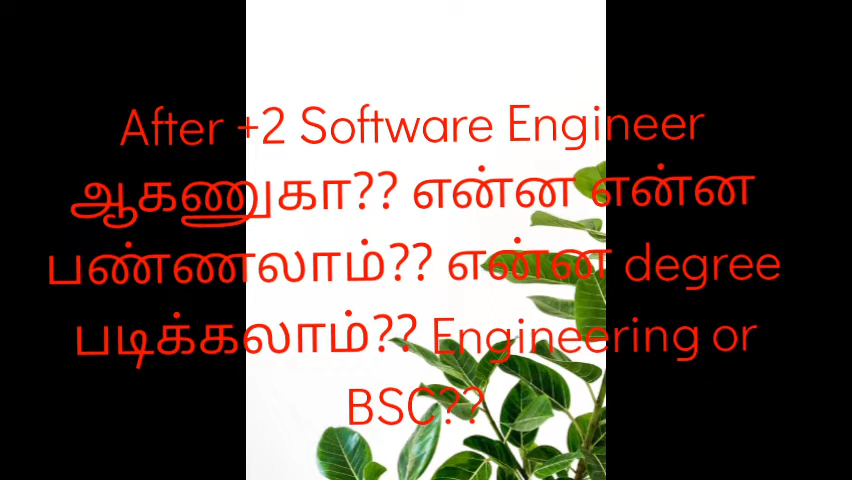 After +2 Software Engineer
ஆகணுகா?? என்ன என்ன
பண்ணலாம்?? என்ன degree
படிக்கலாம்?? Engineering or
BSC??